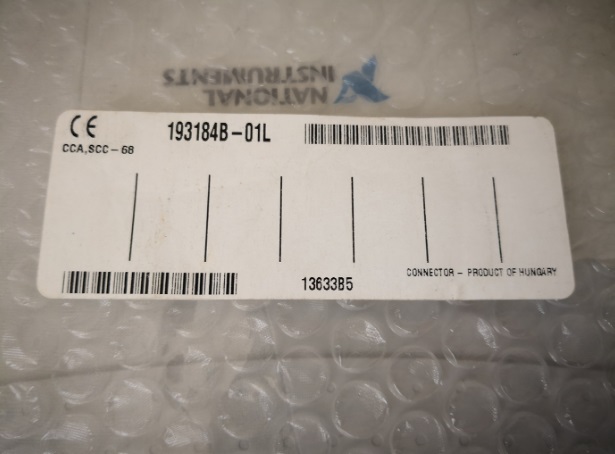 NATIONAL
INSTRUMENTS
CE 193184B-01L
CCA,SCC-68
13633B5
CONNECTOR - PRODUCT OF HUNGARY